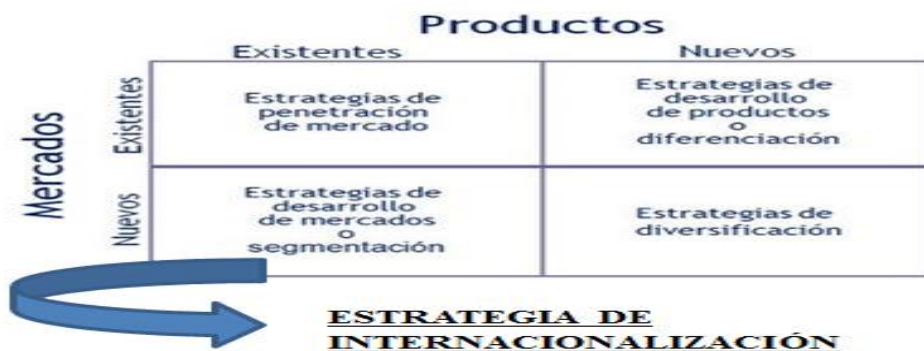 Productos
Existentes
Nuevos
Mercados
Existentes
Estrategias de
penetración
de mercado
Estrategias de
desarrollo
de productos
o
diferenciación
Nuevos
Estrategias de
desarrollo
de mercados
o
segmentación
Estrategias de
diversificación
ESTRATEGIA DE
INTERNACIONALIZACIÓN